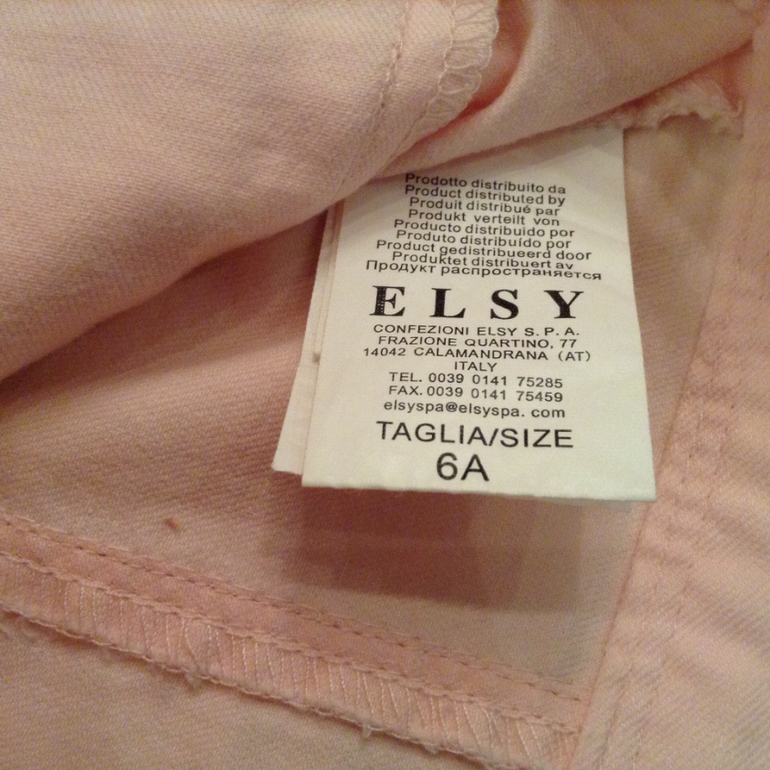 Prodotto distribuito da
Product distributed by
Produit distribué par
Produkt verteilt von
Producto distribuido por
Produto distribuído por
Product gedistribueerd door
Produktet distribuert av
Продукт распространяется
ELSY
CONFEZIONI ELSY S.P.A.
FRAZIONE QUARTINO, 77
14042 CALAMANDRANA (AT)
ITALY
TEL. 0039 0141 75285
FAX. 0039 0141 75459
elsyspa@elsyspa. com
TAGLIA/SIZE
6A